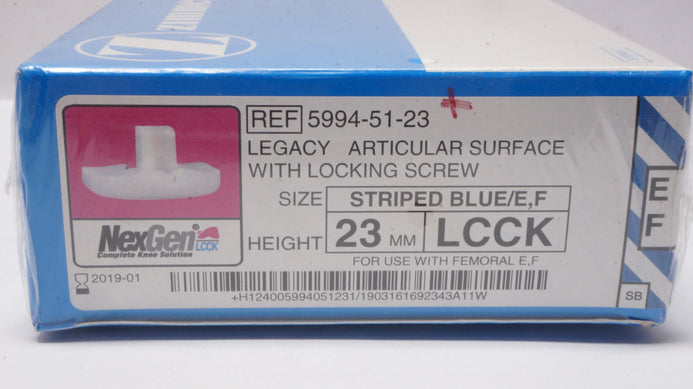 ZIMMER
REF 5994-51-23
LEGACY ARTICULAR SURFACE
WITH LOCKING SCREW
SIZE STRIPED BLUE/E,F
HEIGHT 23 MM LCCK
FOR USE WITH FEMORAL E,F
NexGen LCCK
Complete Knee Solution
2019-01
+H124005994051231/1903161692343A11W
E
F
SB